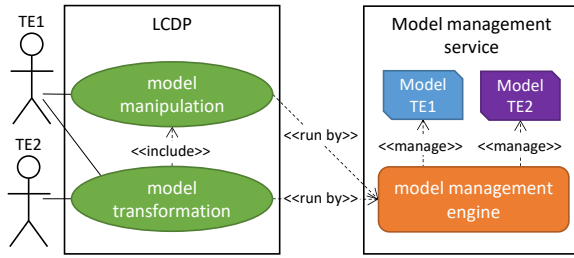 TE1
LCDP
Model management
service
model
manipulation
Model
TE1
Model
TE2
<<run by>>
TE2
<<include>>
<<manage>>
<<manage>>
model
transformation
<<run by>>
model management
engine